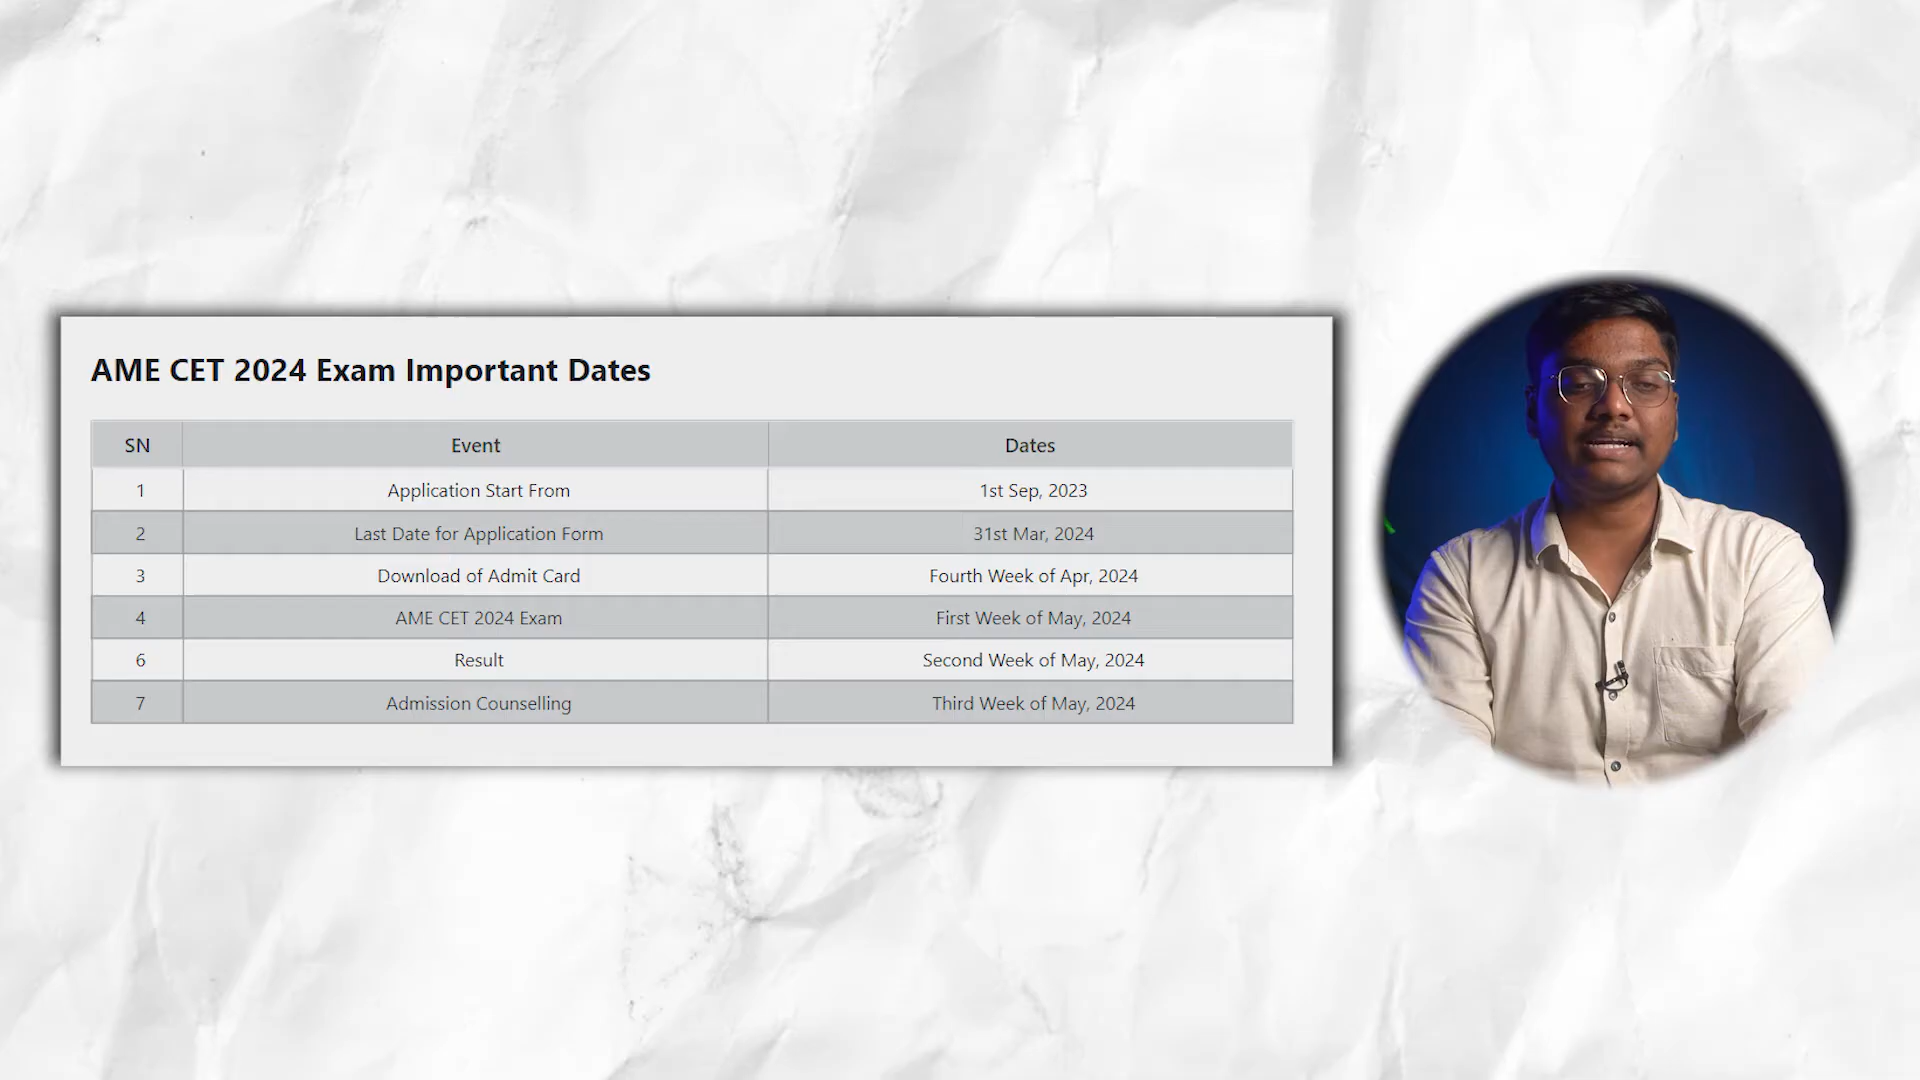 AME CET 2024 Exam Important Dates
SN Event Dates
1 Application Start From 1st Sep, 2023
2 Last Date for Application Form 31st Mar, 2024
3 Download of Admit Card Fourth Week of Apr, 2024
4 AME CET 2024 Exam First Week of May, 2024
6 Result Second Week of May, 2024
7 Admission Counselling Third Week of May, 2024